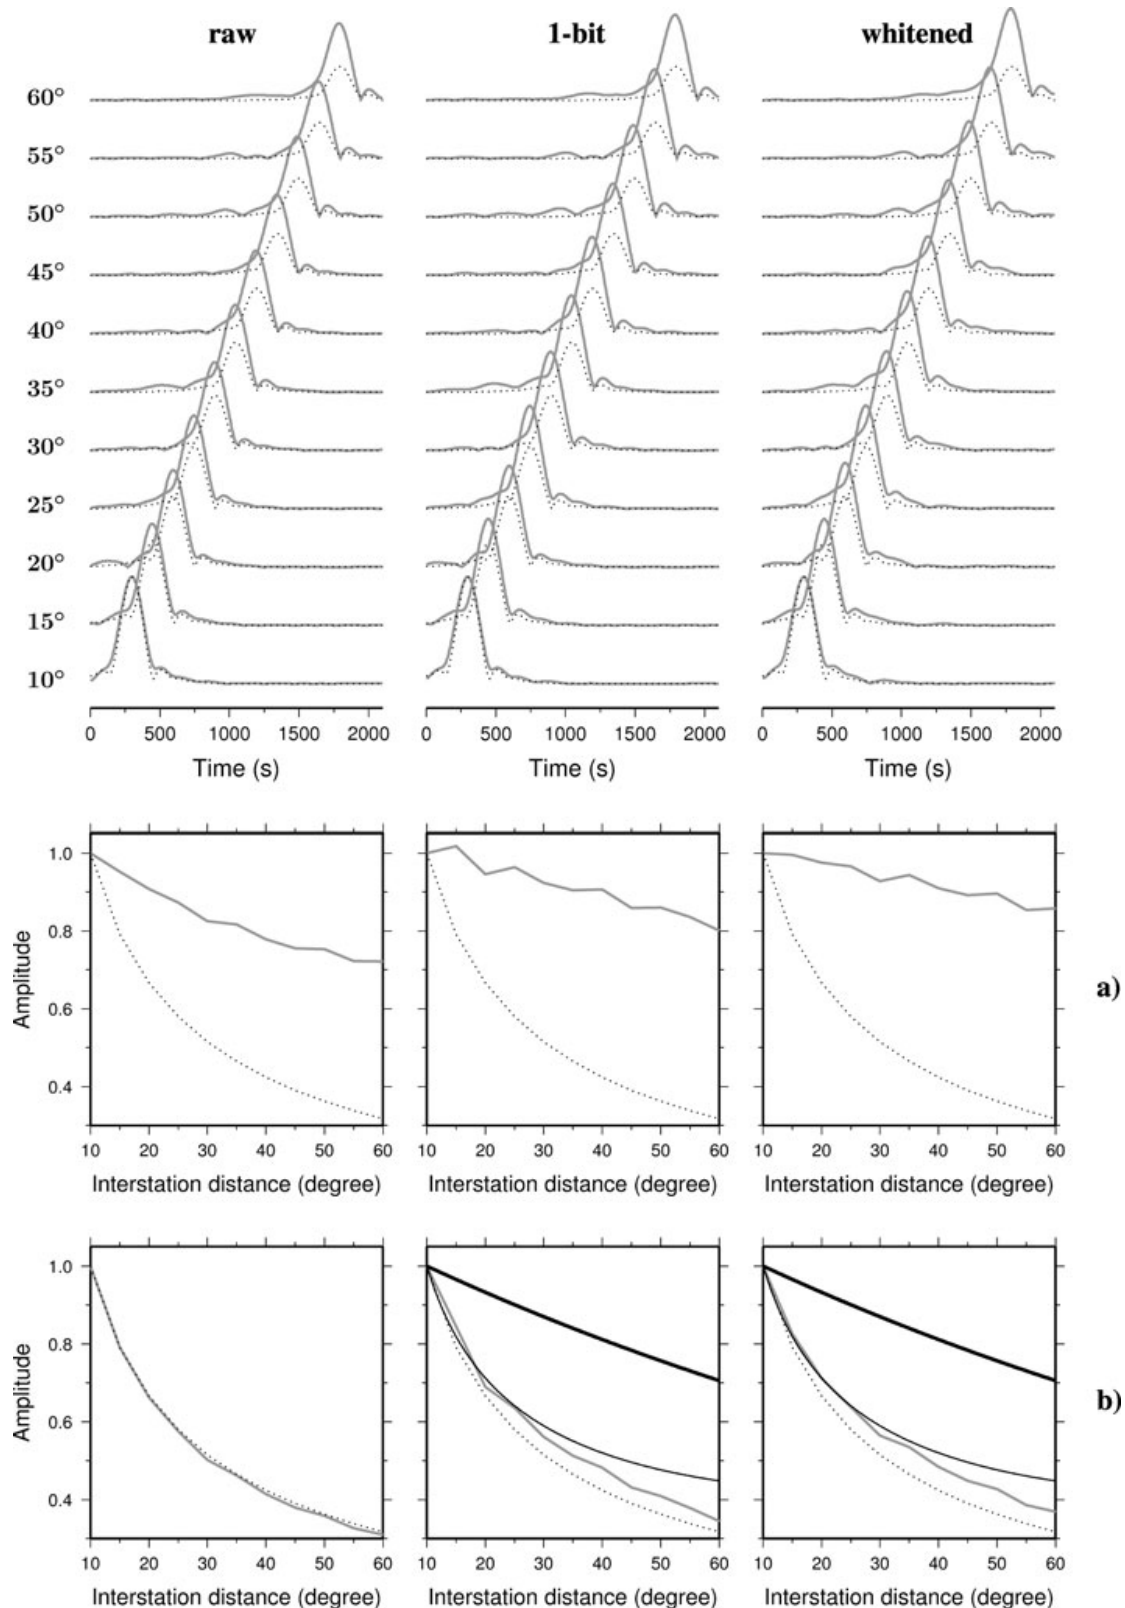 raw 1-bit whitened
60°
55°
50°
45°
40°
35°
30°
25°
20°
15°
10°
0 500 1000 1500 2000 0 500 1000 1500 2000 0 500 1000 1500 2000
Time (s) Time (s) Time (s)
1.0
0.8
Amplitude
a)
0.6
0.4
10 20 30 40 50 60 10 20 30 40 50 60 10 20 30 40 50 60
Interstation distance (degree) Interstation distance (degree) Interstation distance (degree)
1.0
0.8
Amplitude
b)
0.6
0.4
10 20 30 40 50 60 10 20 30 40 50 60 10 20 30 40 50 60
Interstation distance (degree) Interstation distance (degree) Interstation distance (degree)